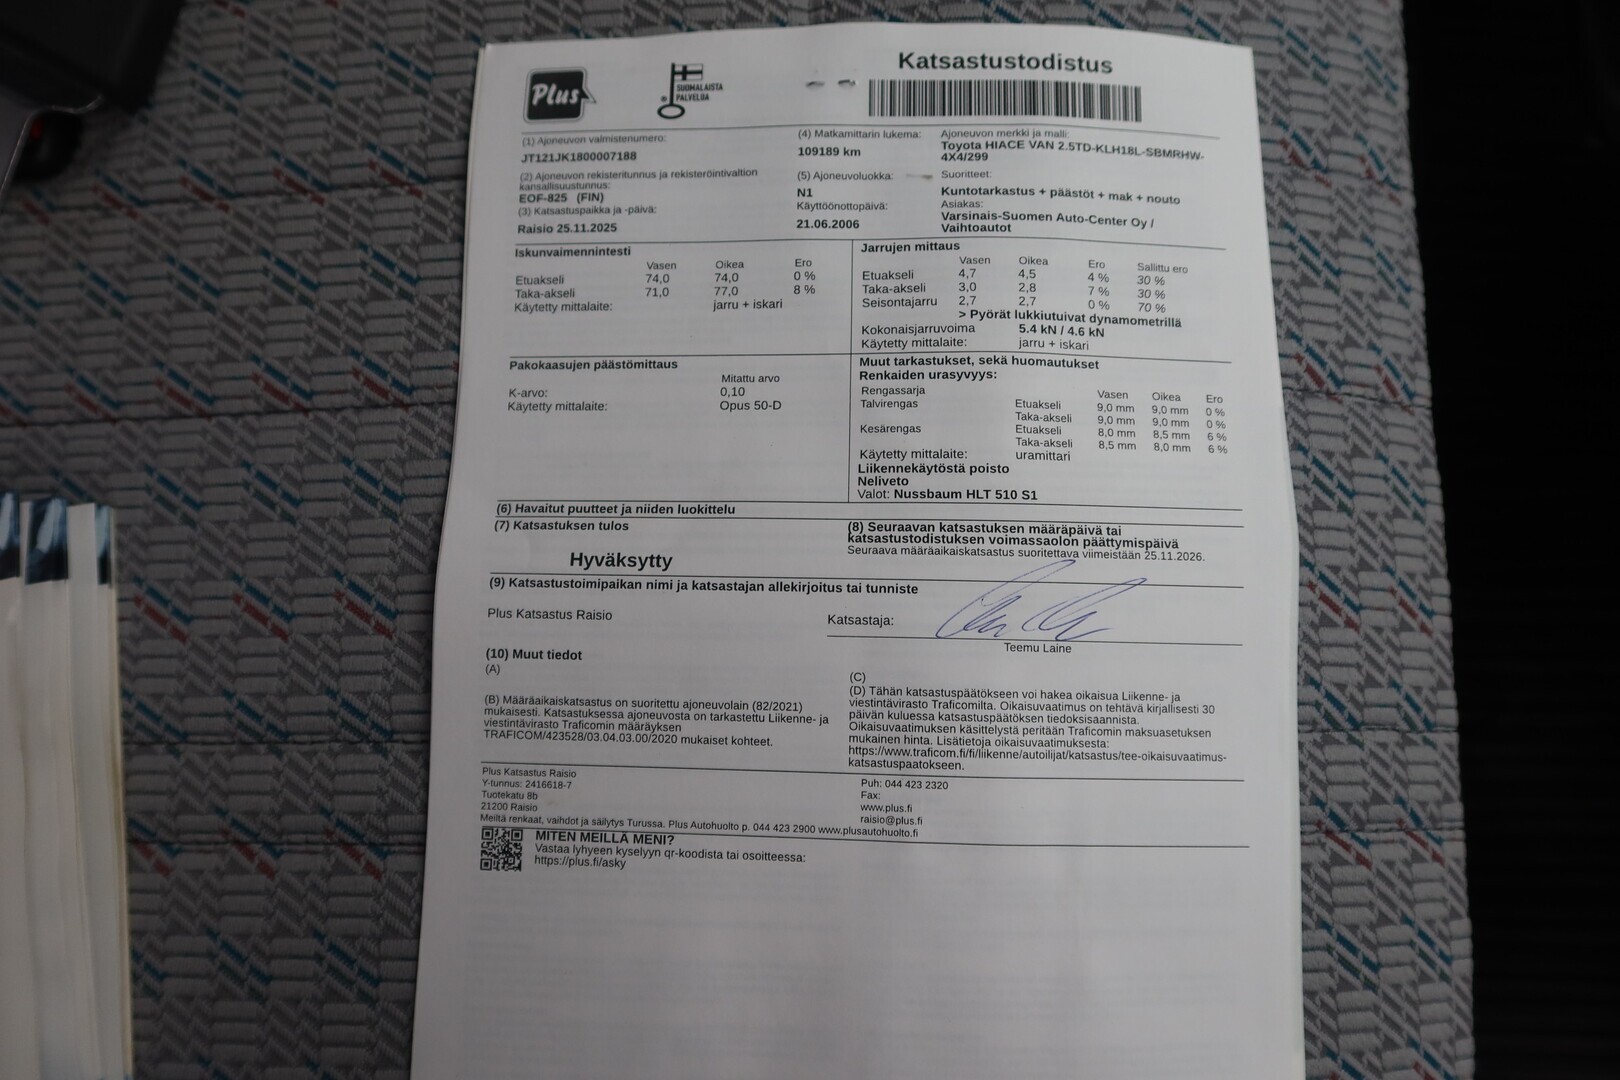 Plus
SUOMALAISTA
PALVELUA
Katsastustodistus
(1) Ajoneuvon valmistenumero:
JT121JK1800007188
(4) Matkamittarin lukema:
109189 km
Ajoneuvon merkki ja malli:
Toyota HIACE VAN 2.5TD-KLH18L-SBMRHW-
4X4/299
(2) Ajoneuvon rekisteritunnus ja rekisteröintivaltion
kansallisuustunnus:
EOF-825 (FIN)
(5) Ajoneuvoluokka:
N1
Suoritteet:
Kuntotarkastus + päästöt + mak + nouto
(3) Katsastuspaikka ja -päivä:
Raisio 25.11.2025
Käyttöönottopäivä:
21.06.2006
Asiakas:
Varsinais-Suomen Auto-Center Oy /
Vaihtoautot
Iskunvaimennintesti
Vasen Oikea Ero
Etuakseli 74,0 74,0 0 %
Taka-akseli 71,0 77,0 8 %
Käytetty mittalaite: jarru + iskari
Jarrujen mittaus
Vasen Oikea Ero Sallittu ero
Etuakseli 4,7 4,5 4 % 30 %
Taka-akseli 3,0 2,8 7 % 30 %
Seisontajarru 2,7 2,7 0 % 70 %
> Pyörät lukkiutuivat dynamometrillä
Kokonaisjarruvoima 5.4 kN / 4.6 kN
Käytetty mittalaite: jarru + iskari
Pakokaasujen päästömittaus
Mitattu arvo
K-arvo: 0,10
Käytetty mittalaite: Opus 50-D
Muut tarkastukset, sekä huomautukset
Renkaiden urasyvyys:
Rengassarja Vasen Oikea Ero
Talvirengas Etuakseli 9,0 mm 9,0 mm 0 %
Taka-akseli 9,0 mm 9,0 mm 0 %
Kesärengas Etuakseli 8,0 mm 8,5 mm 6 %
Taka-akseli 8,5 mm 8,0 mm 6 %
Käytetty mittalaite: uramittari
Liikennekäytöstä poisto
Neliveto
Valot: Nussbaum HLT 510 S1
(6) Havaitut puutteet ja niiden luokittelu
(7) Katsastuksen tulos
Hyväksytty
(8) Seuraavan katsastuksen määräpäivä tai
katsastustodistuksen voimassaolon päättymispäivä
Seuraava määräaikaiskatsastus suoritettava viimeistään 25.11.2026.
(9) Katsastustoimipaikan nimi ja katsastajan allekirjoitus tai tunniste
Plus Katsastus Raisio
Katsastaja:
Teemu Laine
(10) Muut tiedot
(A)
(B) Määräaikaiskatsastus on suoritettu ajoneuvolain (82/2021)
mukaisesti. Katsastuksessa ajoneuvosta on tarkastettu Liikenne- ja
viestintävirasto Traficomin määräyksen
TRAFICOM/423528/03.04.03.00/2020 mukaiset kohteet.
(C)
(D) Tähän katsastuspäätökseen voi hakea oikaisua Liikenne- ja
viestintävirasto Traficomilta. Oikaisuvaatimus on tehtävä kirjallisesti 30
päivän kuluessa katsastuspäätöksen tiedoksisaannista.
Oikaisuvaatimuksen käsittelystä peritään Traficomin maksuasetuksen
mukainen hinta. Lisätietoja oikaisuvaatimuksesta:
https://www.traficom.fi/fi/liikenne/autoilijat/katsastus/tee-oikaisuvaatimus-
katsastuspaatokseen.
Plus Katsastus Raisio
Y-tunnus: 2416618-7
Tuotekatu 8b
21200 Raisio
Puh: 044 423 2320
Fax:
www.plus.fi
raisio@plus.fi
Meiltä renkaat, vaihdot ja säilytys Turussa. Plus Autohuolto p. 044 423 2900 www.plusautohuolto.fi
MITEN MEILLÄ MENI?
Vastaa lyhyeen kyselyyn qr-koodista tai osoitteessa:
https://plus.fi/asky